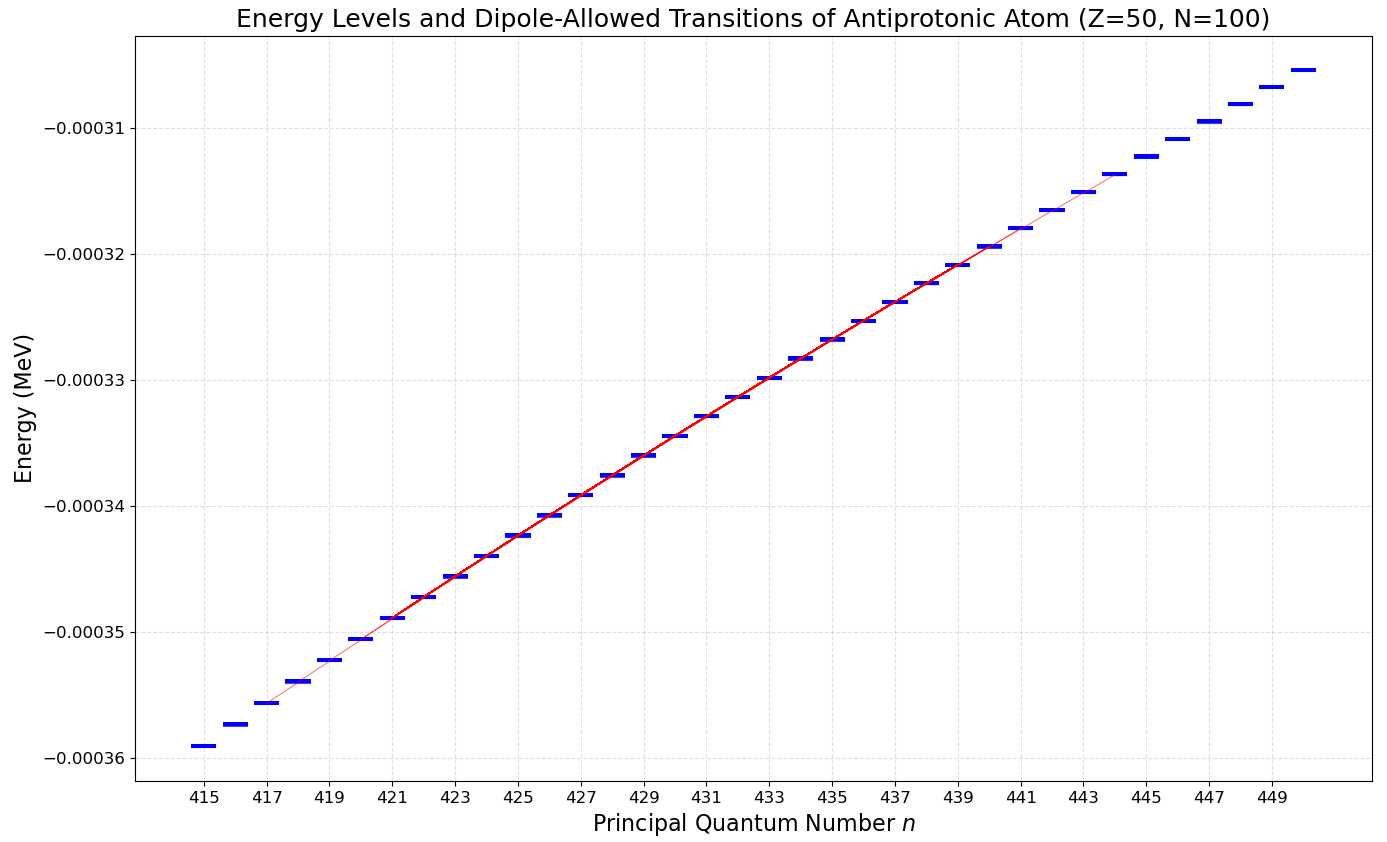 Energy Levels and Dipole-Allowed Transitions of Antiprotonic Atom (Z=50, N=100)
−0.00031
−0.00032
−0.00033
−0.00034
−0.00035
−0.00036
Energy (MeV)
415 417 419 421 423 425 427 429 431 433 435 437 439 441 443 445 447 449
Principal Quantum Number n